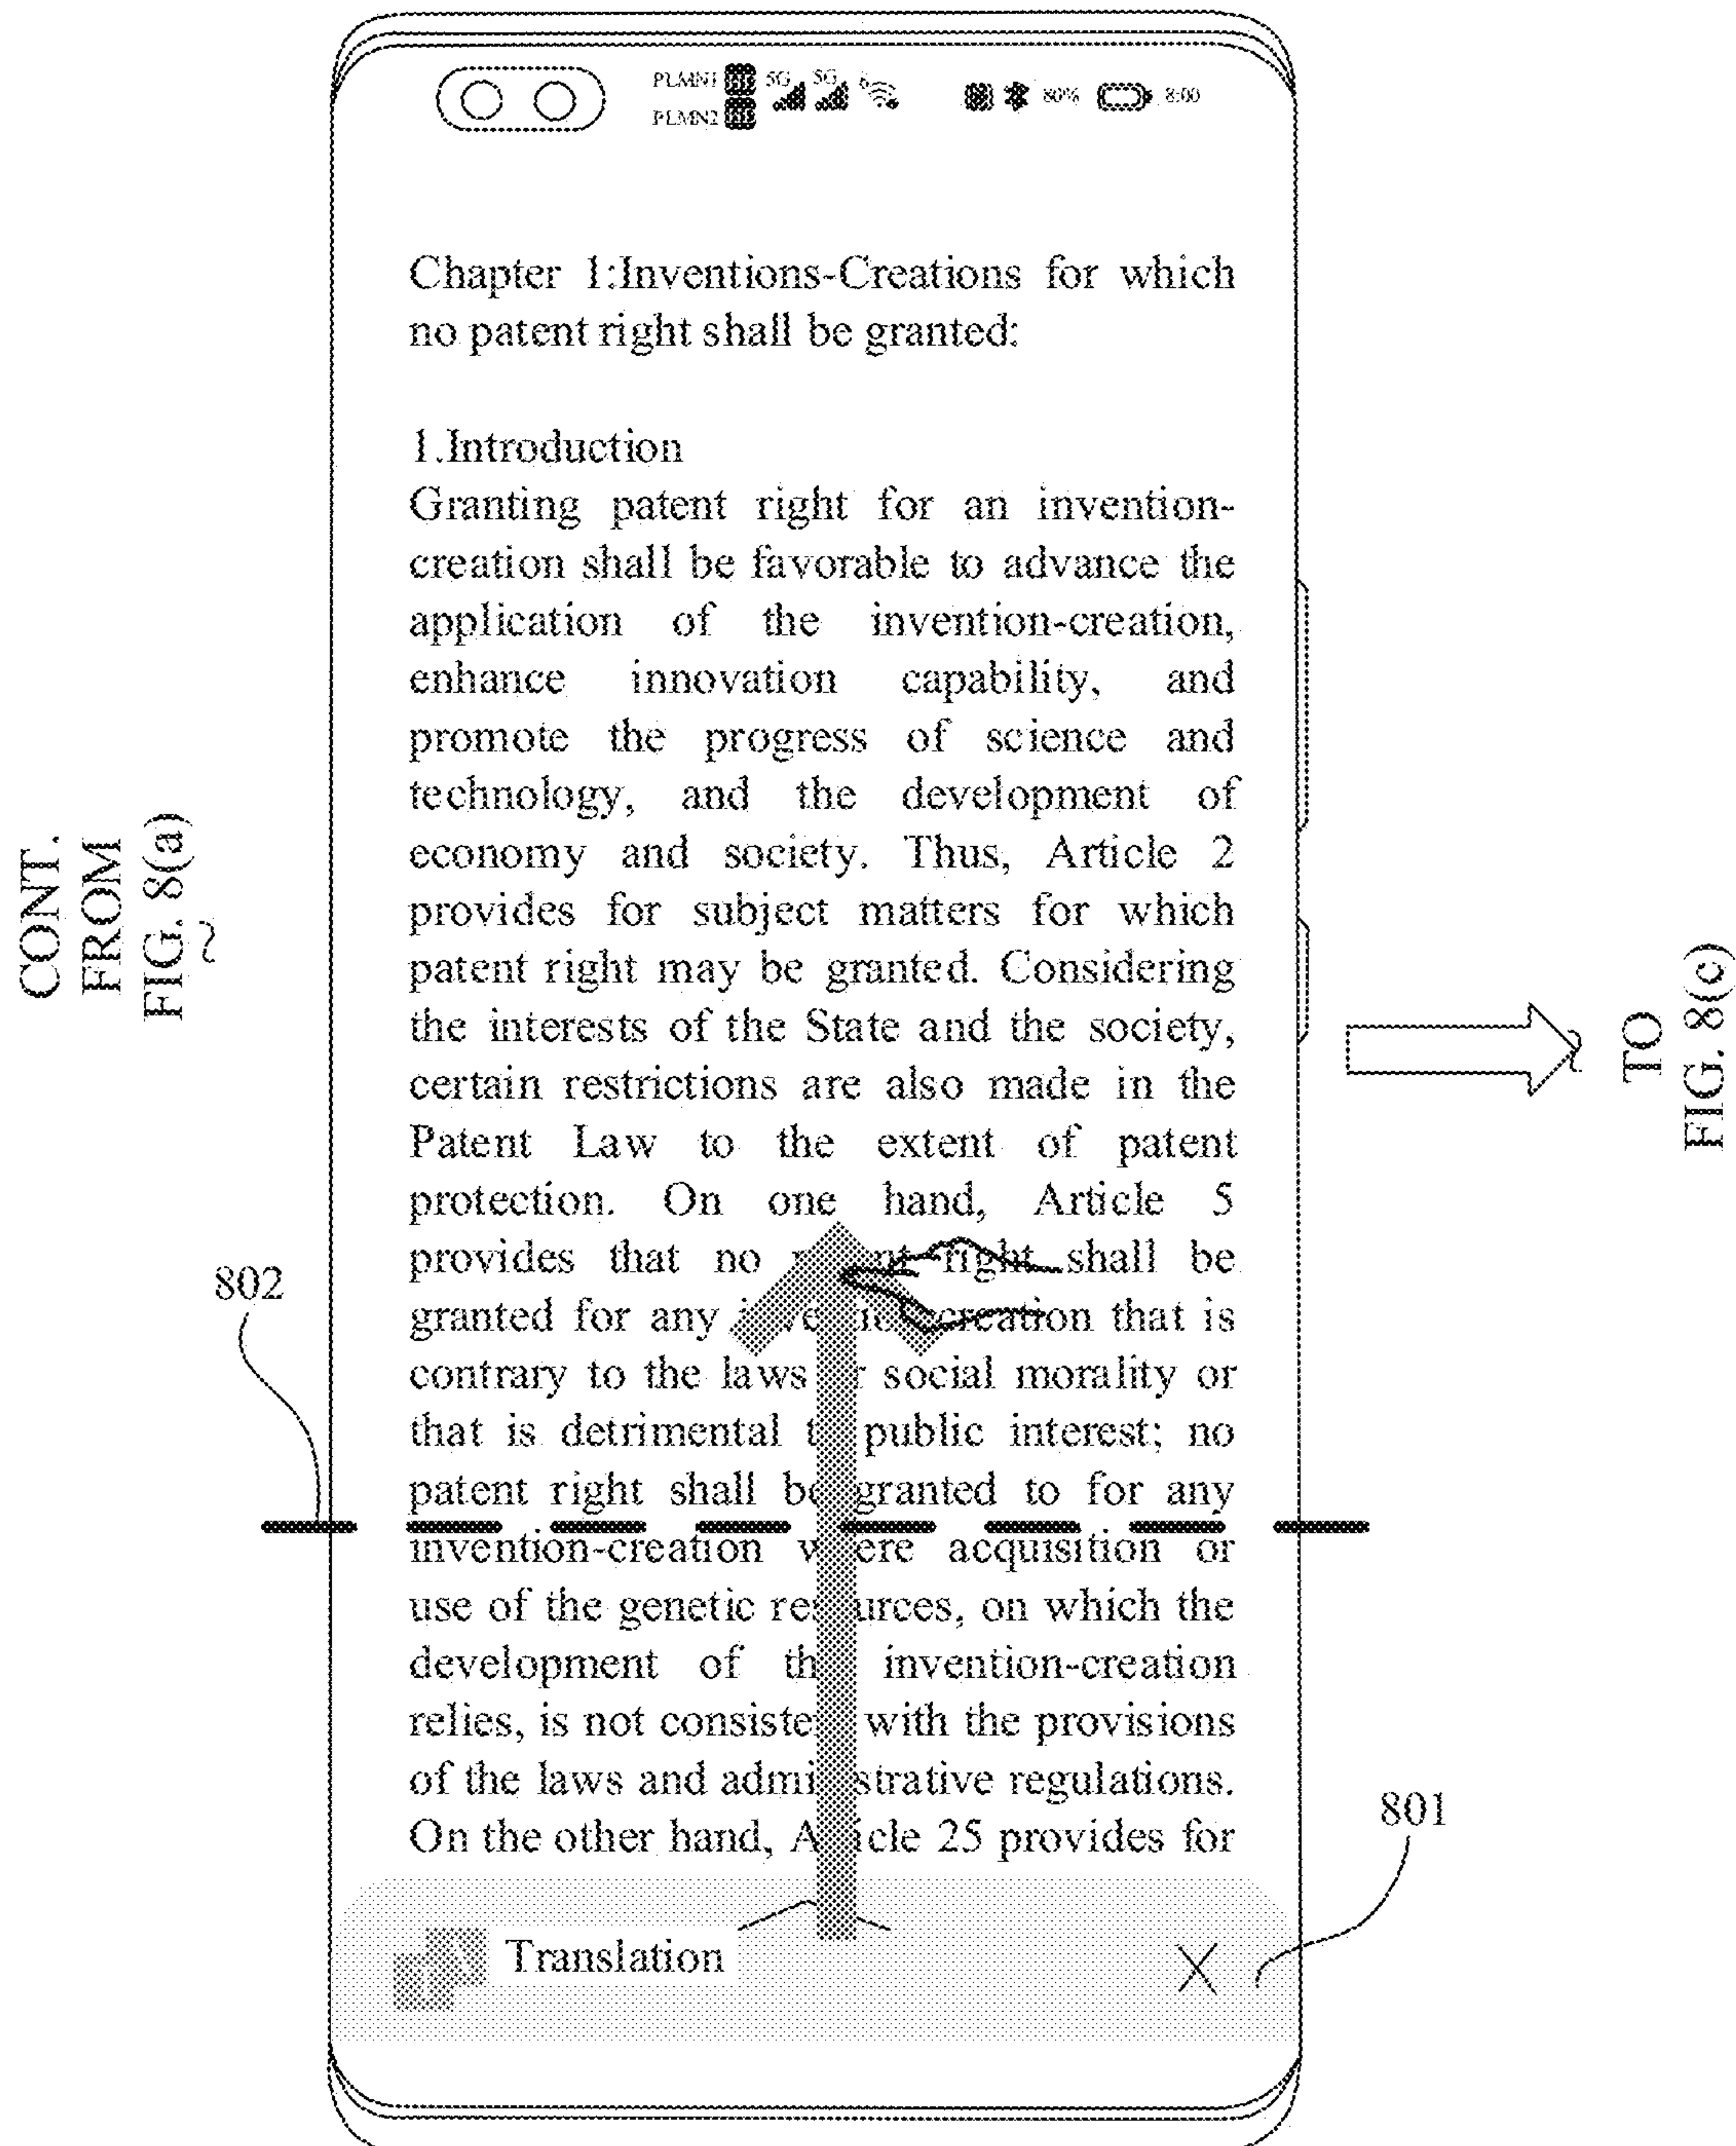 PLMN1 5G 5G 6 80% 8:00
PLMN2
Chapter 1:Inventions-Creations for which
no patent right shall be granted:
1.Introduction
Granting patent right for an invention-
creation shall be favorable to advance the
application of the invention-creation,
enhance innovation capability, and
promote the progress of science and
technology, and the development of
economy and society. Thus, Article 2
provides for subject matters for which
patent right may be granted. Considering
the interests of the State and the society,
certain restrictions are also made in the
Patent Law to the extent of patent
protection. On one hand, Article 5
provides that no right shall be
granted for any creation that is
contrary to the laws social morality or
that is detrimental public interest; no
patent right shall be granted to for any
invention-creation where acquisition or
use of the genetic resources, on which the
development of the invention-creation
relies, is not consistent with the provisions
of the laws and administrative regulations.
On the other hand, Article 25 provides for
Translation
CONT.
FROM
FIG. 8(a)
TO
FIG. 8(c)
802
801